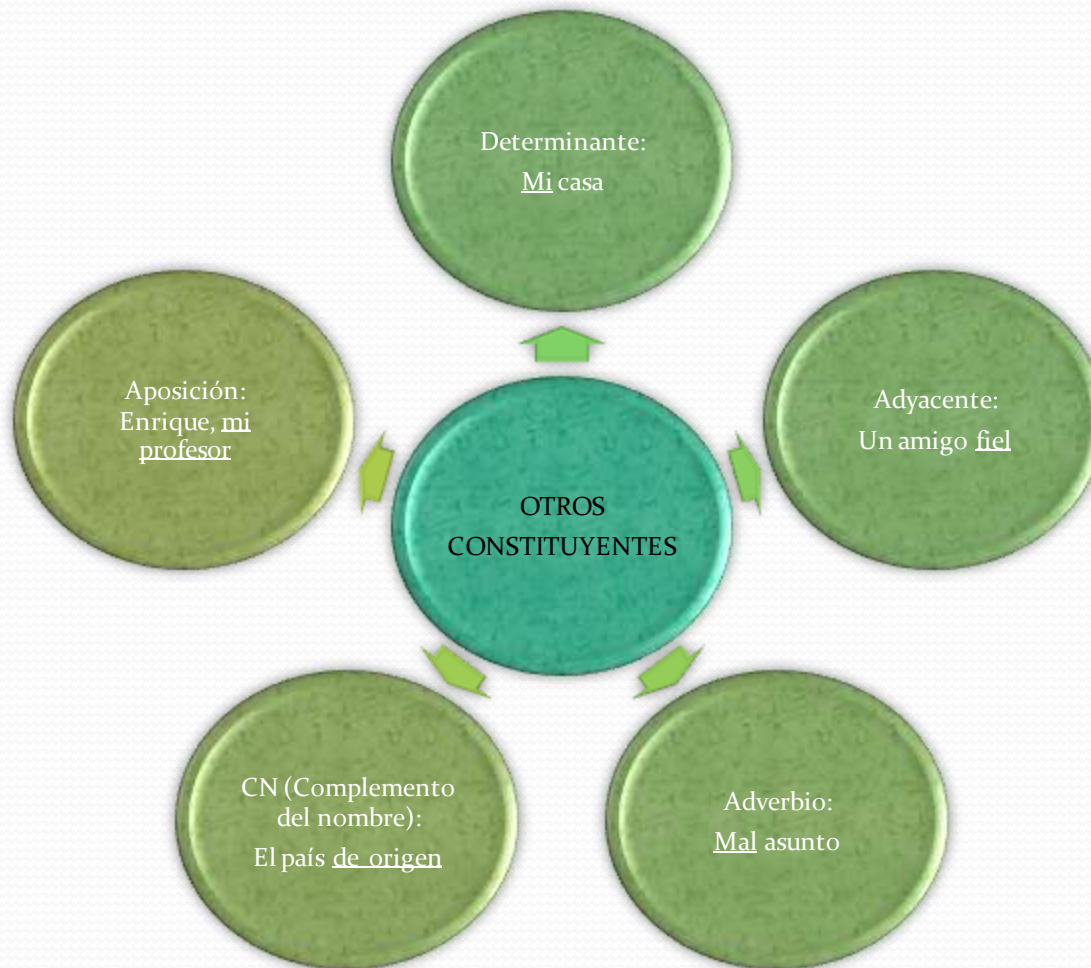 Determinante:
Mi casa
Adyacente:
Un amigo fiel
Adverbio:
Mal asunto
CN (Complemento
del nombre):
El país de origen
Aposición:
Enrique, mi
profesor
OTROS
CONSTITUYENTES